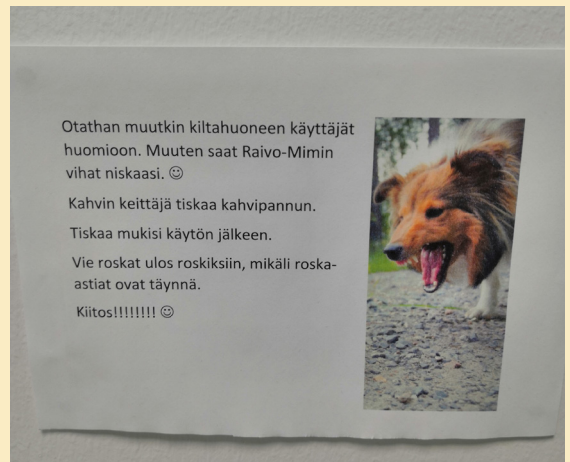 Otathan muutkin kiltahuoneen käyttäjät
huomioon. Muuten saat Raivo-Mimin
vihat niskaasi. ☺
Kahvin keittäjä tiskaa kahvipannun.
Tiskaa mukisi käytön jälkeen.
Vie roskat ulos roskiksiin, mikäli roska-
astiat ovat täynnä.
Kiitos!!!!!!!! ☺